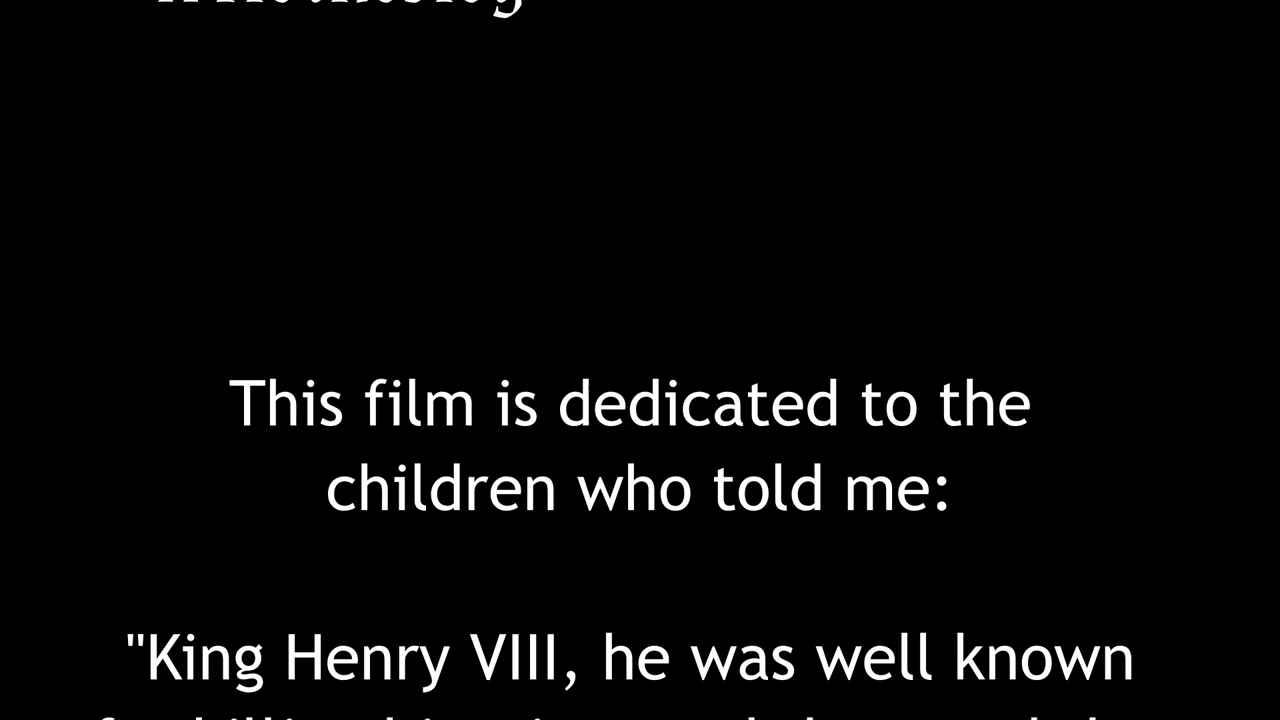 This film is dedicated to the
children who told me:
"King Henry VIII, he was well known